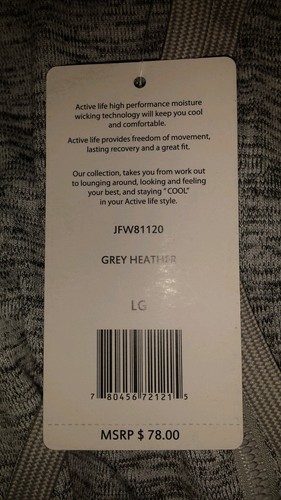 Active life high performance moisture
wicking technology will keep you cool
and comfortable.
Active life provides freedom of movement,
lasting recovery and a great fit.
Our collection, takes you from work out
to lounging around, looking and feeling
your best, and staying "COOL"
in your Active life style.
JFW81120
GREY HEATHER
LG
7 80456 72121 5
MSRP $ 78.00